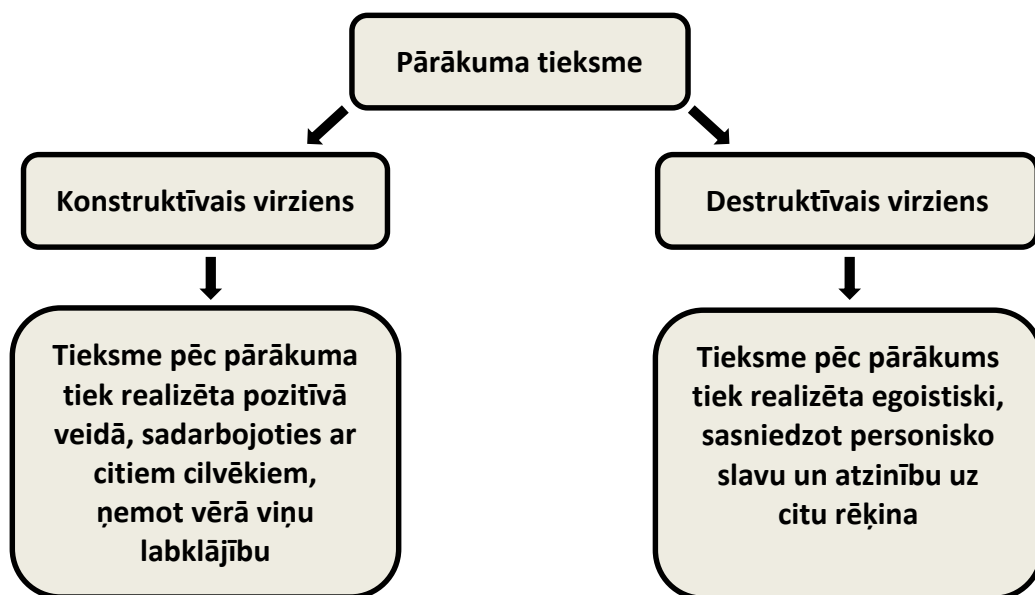 Pārākuma tieksme
Konstruktīvais virziens
Destruktīvais virziens
Tieksme pēc pārākuma
tiek realizēta pozitīvā
veidā, sadarbojoties ar
citiem cilvēkiem,
ņemot vērā viņu
labklājību
Tieksme pēc pārākums
tiek realizēta egoistiski,
sasniedzot personisko
slavu un atzinību uz
citu rēķina